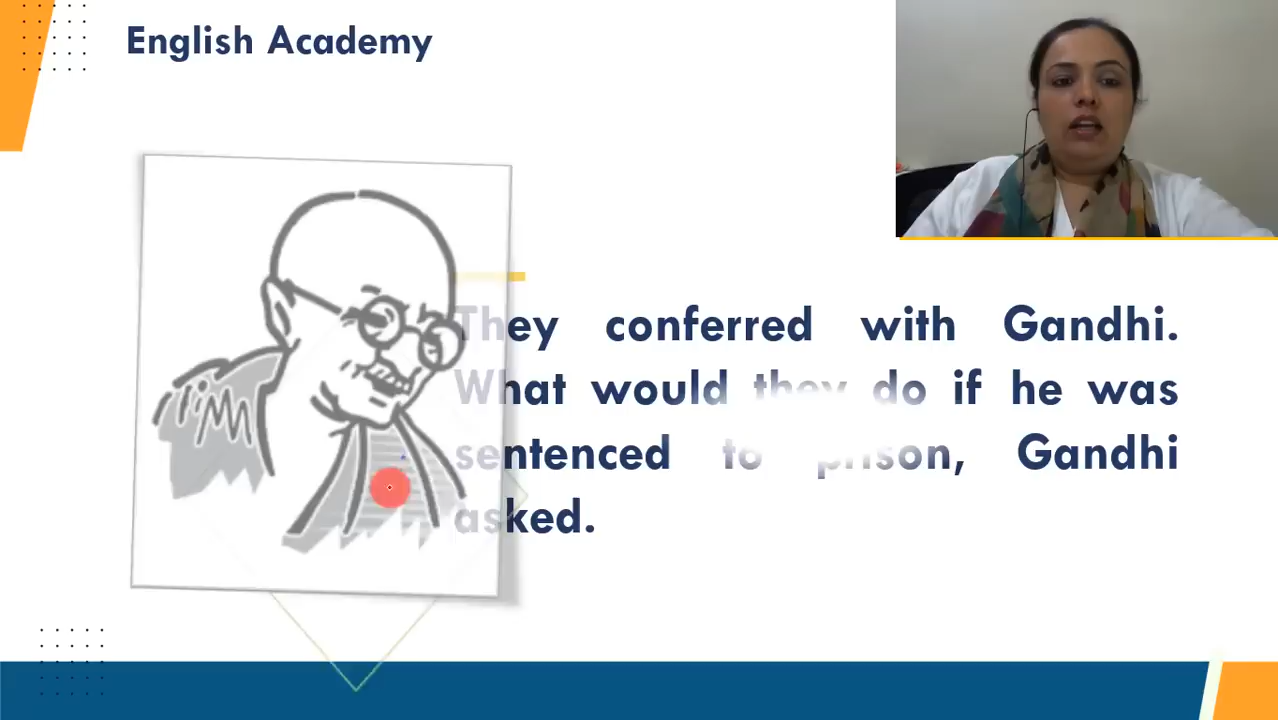 English Academy
They conferred with Gandhi.
What would they do if he was
sentenced to prison, Gandhi
asked.